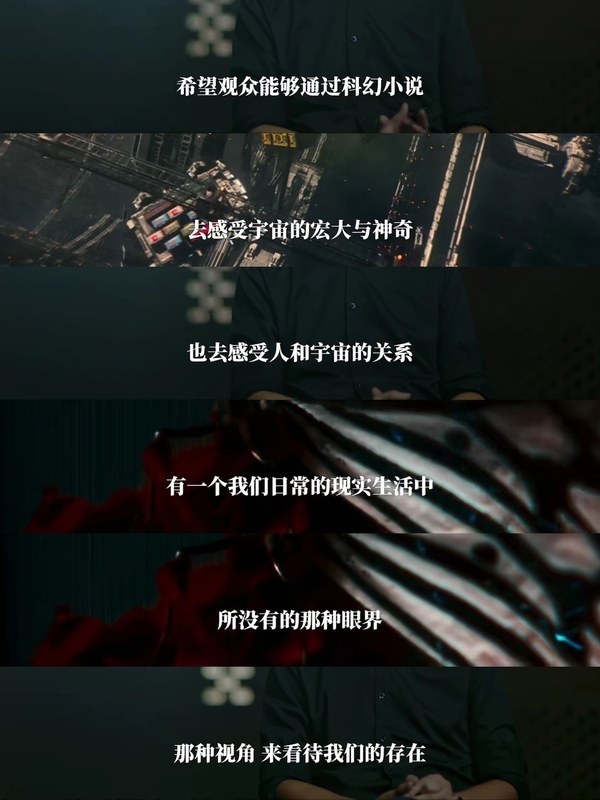 希望观众能够通过科幻小说
去感受宇宙的宏大与神奇
也去感受人和宇宙的关系
有一个我们日常的现实生活中
所没有的那种眼界
那种视角 来看待我们的存在